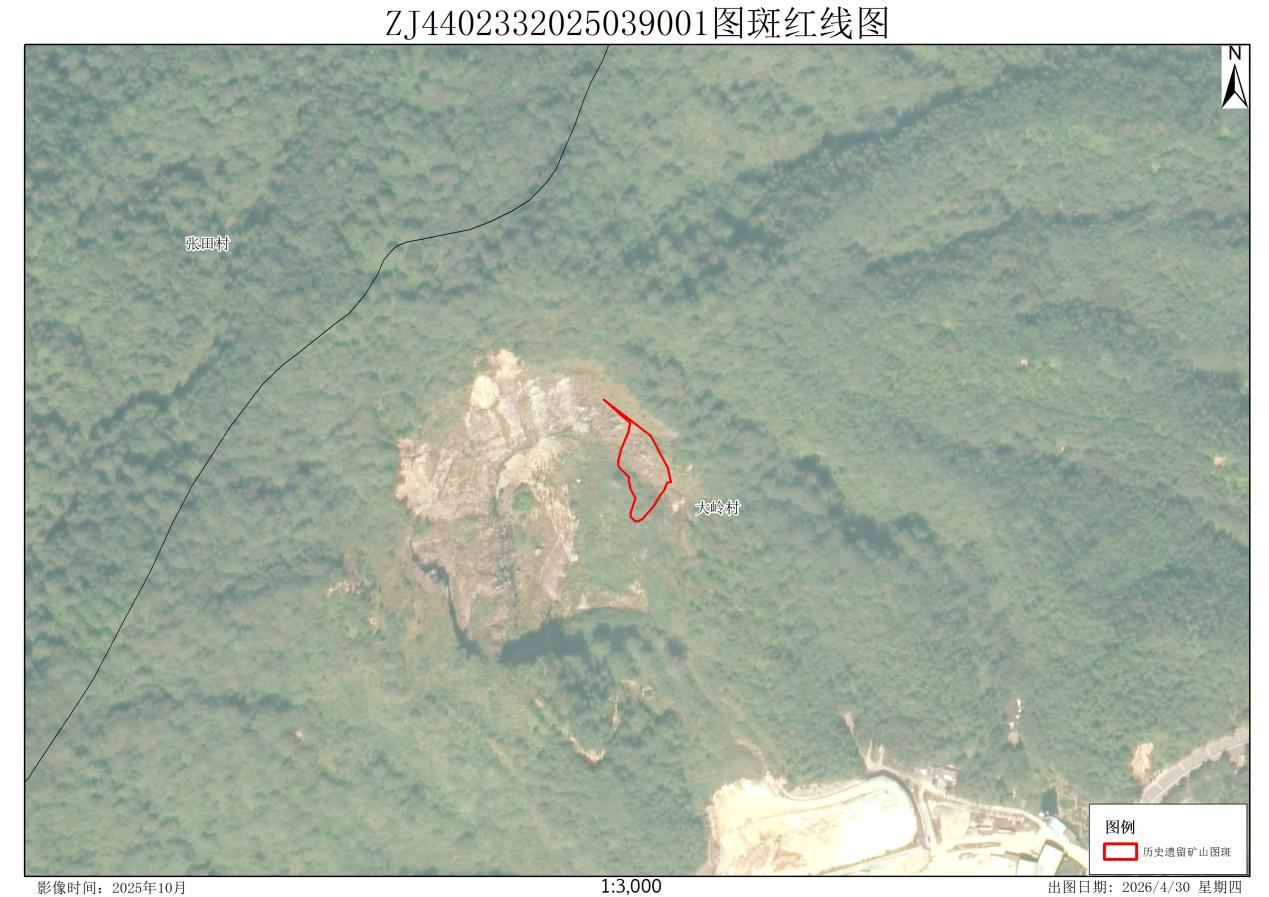 ZJ4402332025039001图斑红线图
N
张田村
大岭村
图例
历史遗留矿山图斑
影像时间：2025年10月
1:3,000
出图日期：2026/4/30 星期四